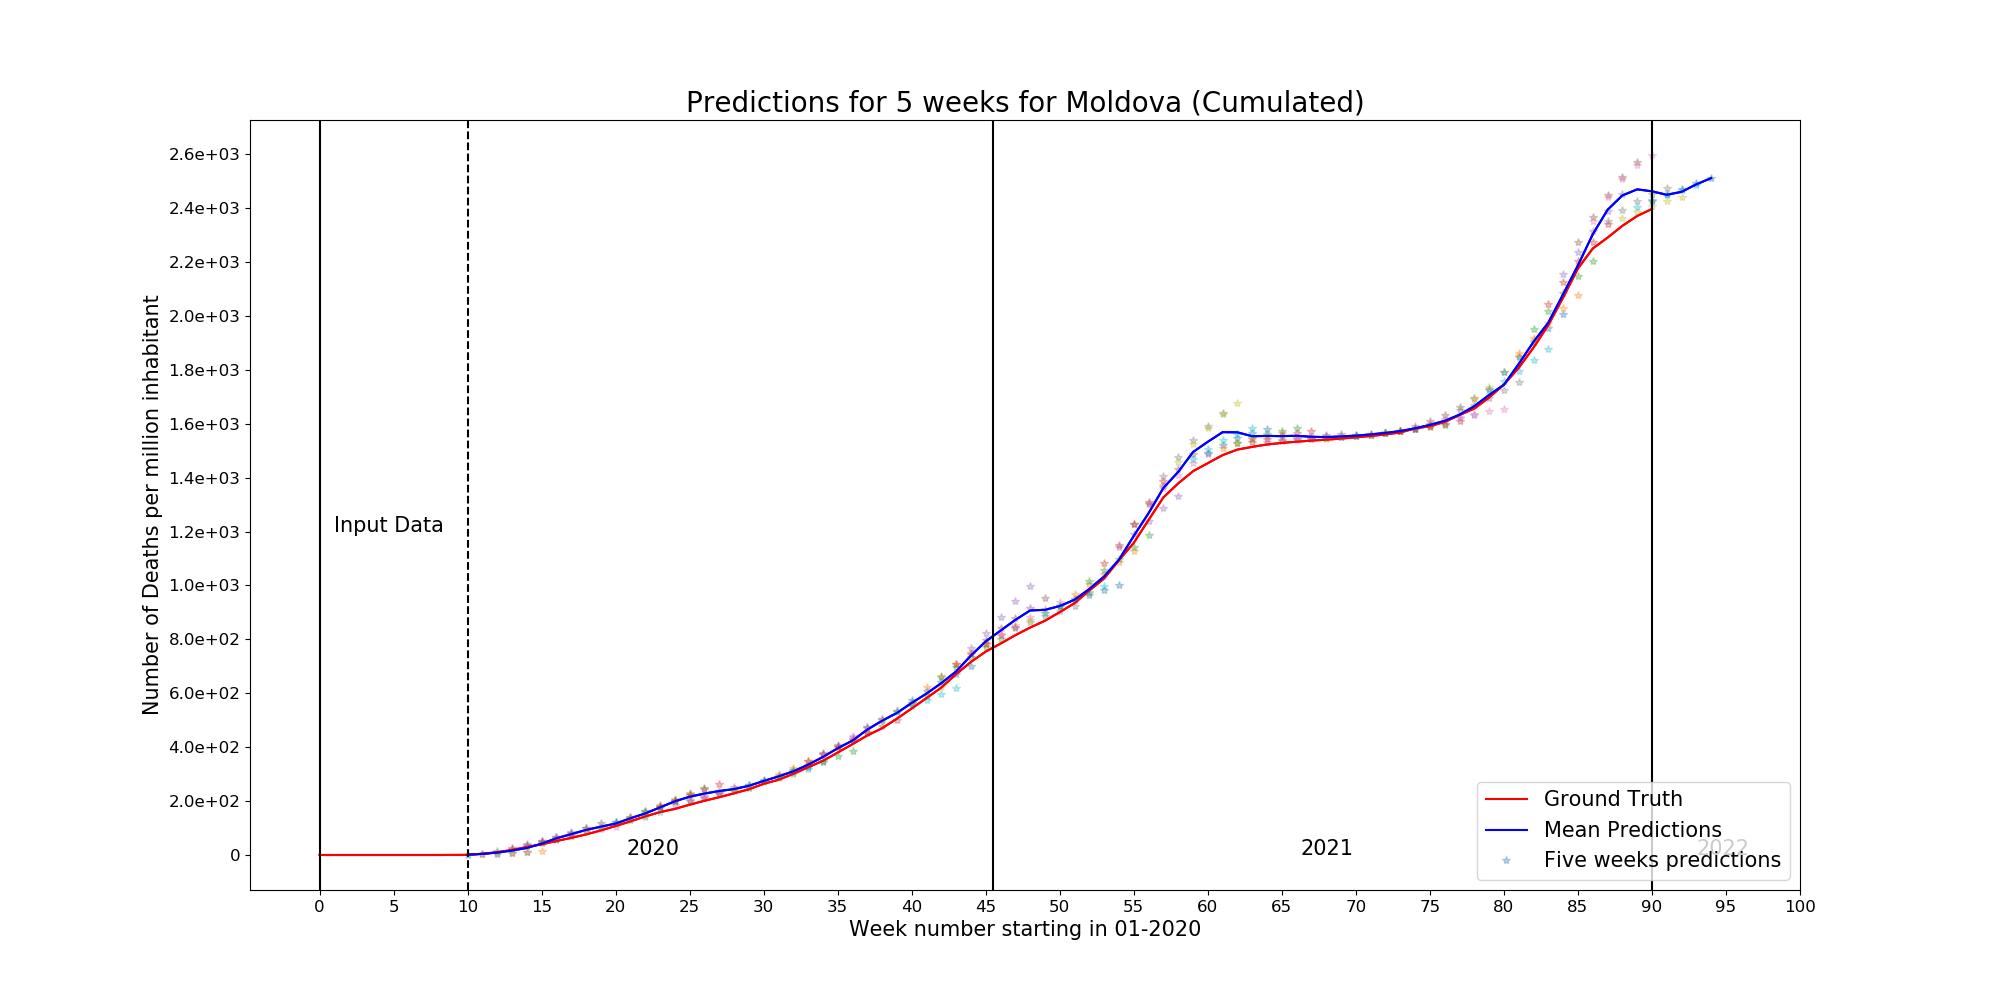 Predictions for 5 weeks for Moldova (Cumulated)
Number of Deaths per million inhabitant
2.6e+03
2.4e+03
2.2e+03
2.0e+03
1.8e+03
1.6e+03
1.4e+03
1.2e+03
1.0e+03
8.0e+02
6.0e+02
4.0e+02
2.0e+02
0
Input Data
2020
2021
2022
Ground Truth
Mean Predictions
Five weeks predictions
0 5 10 15 20 25 30 35 40 45 50 55 60 65 70 75 80 85 90 95 100
Week number starting in 01-2020